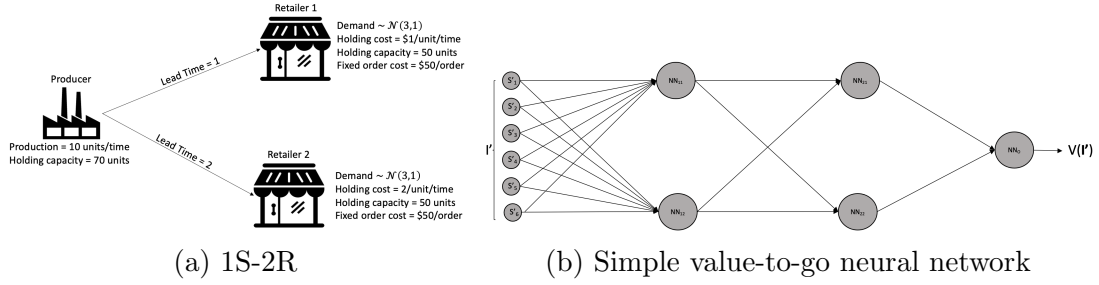 Retailer 1
Demand ~ 𝒩(3,1)
Holding cost = $1/unit/time
Holding capacity = 50 units
Fixed order cost = $50/order
Lead Time = 1
Producer
Production = 10 units/time
Holding capacity = 70 units
Lead Time = 2
Retailer 2
Demand ~ 𝒩(3,1)
Holding cost = 2/unit/time
Holding capacity = 50 units
Fixed order cost = $50/order
(a) 1S-2R
I'
S'₁
S'₂
S'₃
S'₄
S'₅
S'₆
NN₁₁
NN₂₁
V(I')
NN₂₂
(b) Simple value-to-go neural network